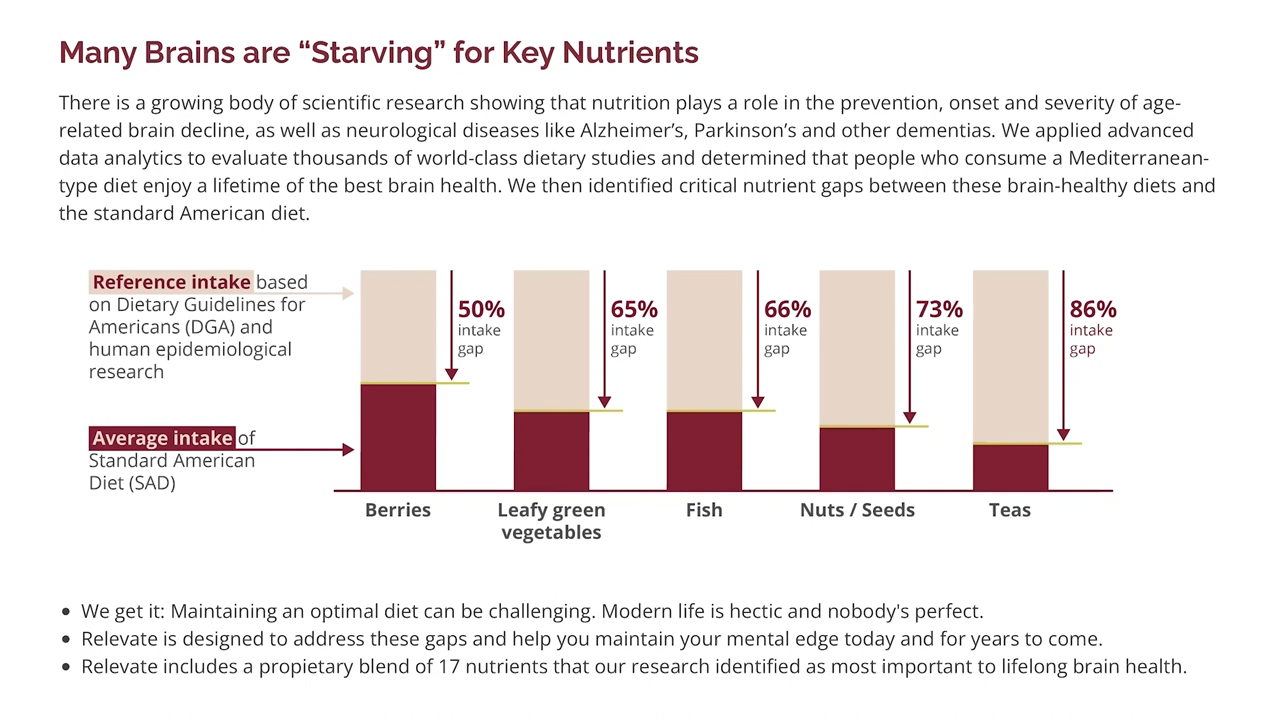 Many Brains are “Starving” for Key Nutrients
There is a growing body of scientific research showing that nutrition plays a role in the prevention, onset and severity of age-
related brain decline, as well as neurological diseases like Alzheimer’s, Parkinson’s and other dementias. We applied advanced
data analytics to evaluate thousands of world-class dietary studies and determined that people who consume a Mediterranean-
type diet enjoy a lifetime of the best brain health. We then identified critical nutrient gaps between these brain-healthy diets and
the standard American diet.
Reference intake based
on Dietary Guidelines for
Americans (DGA) and
human epidemiological
research
Average intake of
Standard American
Diet (SAD)
50%
intake
gap
65%
intake
gap
66%
intake
gap
73%
intake
gap
86%
intake
gap
Berries
Leafy green
vegetables
Fish
Nuts / Seeds
Teas
• We get it: Maintaining an optimal diet can be challenging. Modern life is hectic and nobody's perfect.
• Relevate is designed to address these gaps and help you maintain your mental edge today and for years to come.
• Relevate includes a propietary blend of 17 nutrients that our research identified as most important to lifelong brain health.